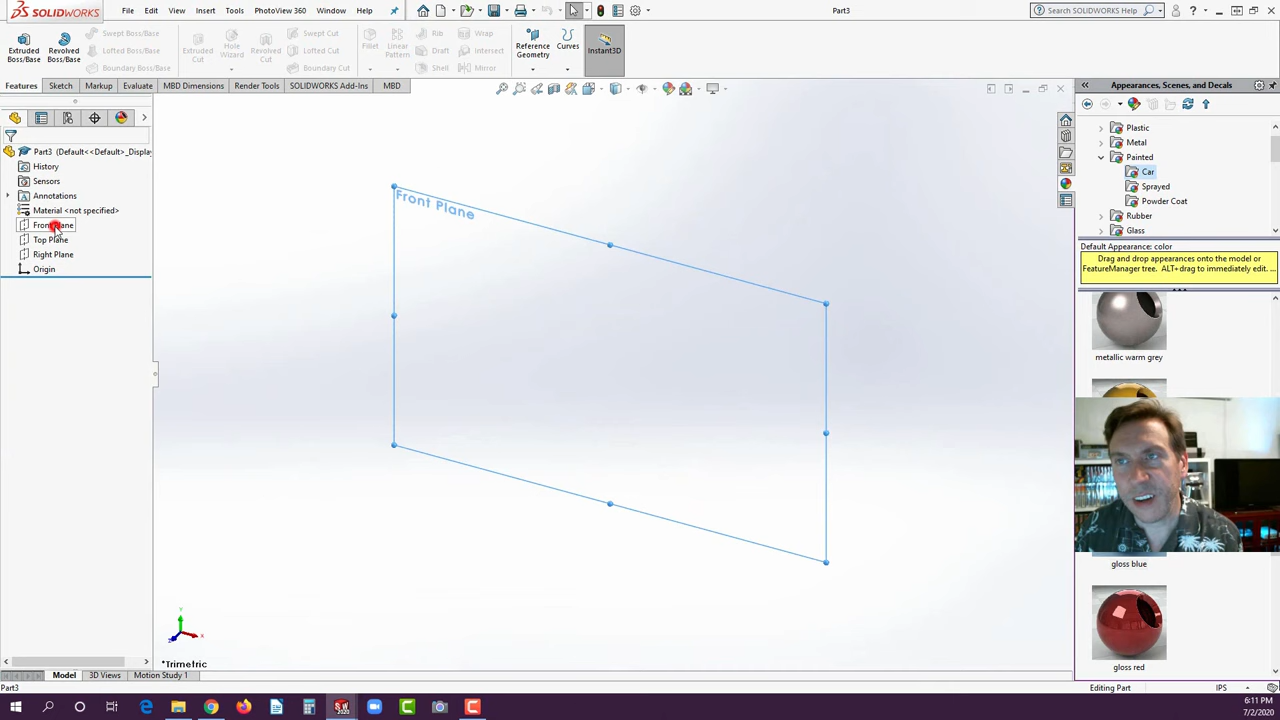 SOLIDWORKS File Edit View Insert Tools PhotoView 360 Window Help Part3 Search SOLIDWORKS Help
Extruded Boss/Base
Revolved Boss/Base
Swept Boss/Base
Lofted Boss/Base
Boundary Boss/Base
Extruded Cut
Hole Wizard
Revolved Cut
Swept Cut
Lofted Cut
Boundary Cut
Fillet
Linear Pattern
Rib
Draft
Shell
Wrap
Intersect
Mirror
Reference Geometry
Curves
Instant3D
Features Sketch Markup Evaluate MBD Dimensions Render Tools SOLIDWORKS Add-Ins MBD
Appearances, Scenes, and Decals
Part3 (Default<<Default>_Display
History
Sensors
Annotations
Material <not specified>
Front Plane
Top Plane
Right Plane
Origin
Front Plane
Plastic
Metal
Painted
Car
Sprayed
Powder Coat
Rubber
Glass
Default Appearance: color
Drag and drop appearances onto the model or
FeatureManager tree. ALT+drag to immediately edit. ...
metallic warm grey
gloss blue
gloss red
Y
X
Z
*Trimetric
Model 3D Views Motion Study 1
Part3 Editing Part IPS
SW
2020
6:11 PM
7/2/2020